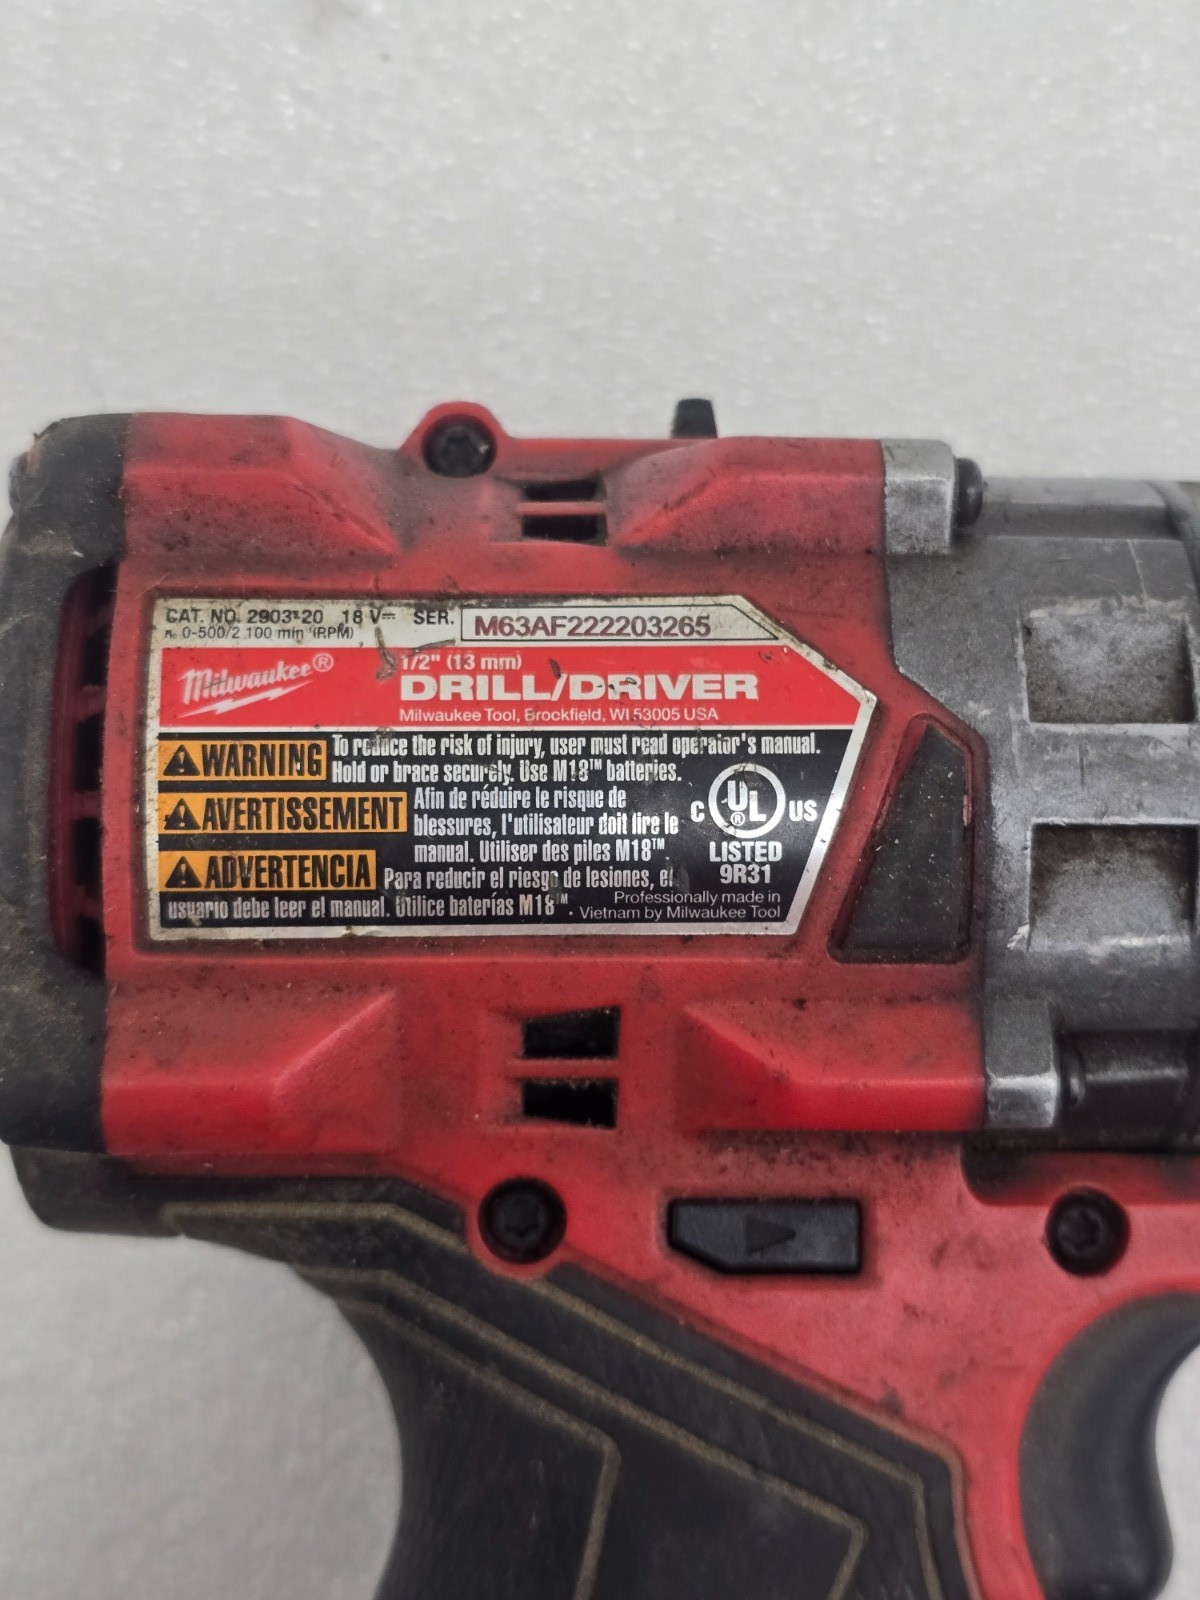 CAT. NO. 2903-20 18 V⎓ SER. M63AF222203265
n₀ 0-500/2 100 min⁻¹(RPM)
Milwaukee®
1/2" (13 mm)
DRILL/DRIVER
Milwaukee Tool, Brookfield, WI 53005 USA
WARNING To reduce the risk of injury, user must read operator's manual.
Hold or brace securely. Use M18™ batteries.
AVERTISSEMENT Afin de réduire le risque de
blessures, l'utilisateur doit lire le
manual. Utiliser des piles M18™.
ADVERTENCIA Para reducir el riesgo de lesiones, el
usuario debe leer el manual. Utilice baterías M18™.
C UL® US
LISTED
9R31
Professionally made in
Vietnam by Milwaukee Tool